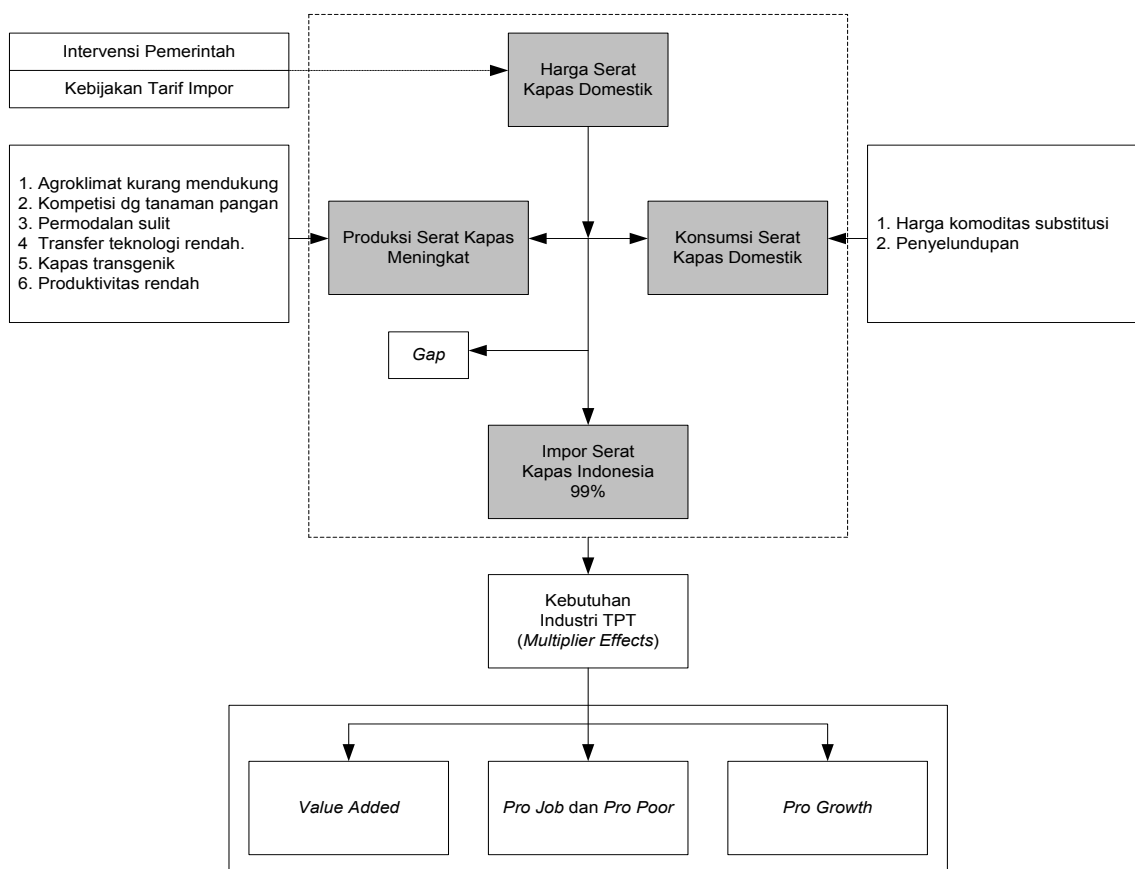 Intervensi Pemerintah
Kebijakan Tarif Impor
Harga Serat
Kapas Domestik
1. Agroklimat kurang mendukung
2. Kompetisi dg tanaman pangan
3. Permodalan sulit
4 Transfer teknologi rendah.
5. Kapas transgenik
6. Produktivitas rendah
Produksi Serat Kapas
Meningkat
Konsumsi Serat
Kapas Domestik
1. Harga komoditas substitusi
2. Penyelundupan
Gap
Impor Serat
Kapas Indonesia
99%
Kebutuhan
Industri TPT
(Multiplier Effects)
Value Added
Pro Job dan Pro Poor
Pro Growth